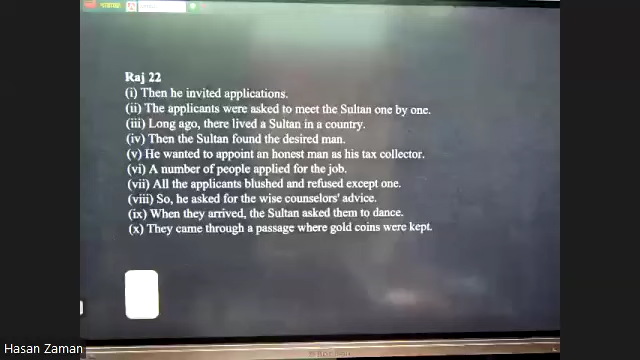 Raj 22
(i) Then he invited applications.
(ii) The applicants were asked to meet the Sultan one by one.
(iii) Long ago, there lived a Sultan in a country.
(iv) Then the Sultan found the desired man.
(v) He wanted to appoint an honest man as his tax collector.
(vi) A number of people applied for the job.
(vii) All the applicants blushed and refused except one.
(viii) So, he asked for the wise counselors' advice.
(ix) When they arrived, the Sultan asked them to dance.
(x) They came through a passage where gold coins were kept.
Hasan Zaman